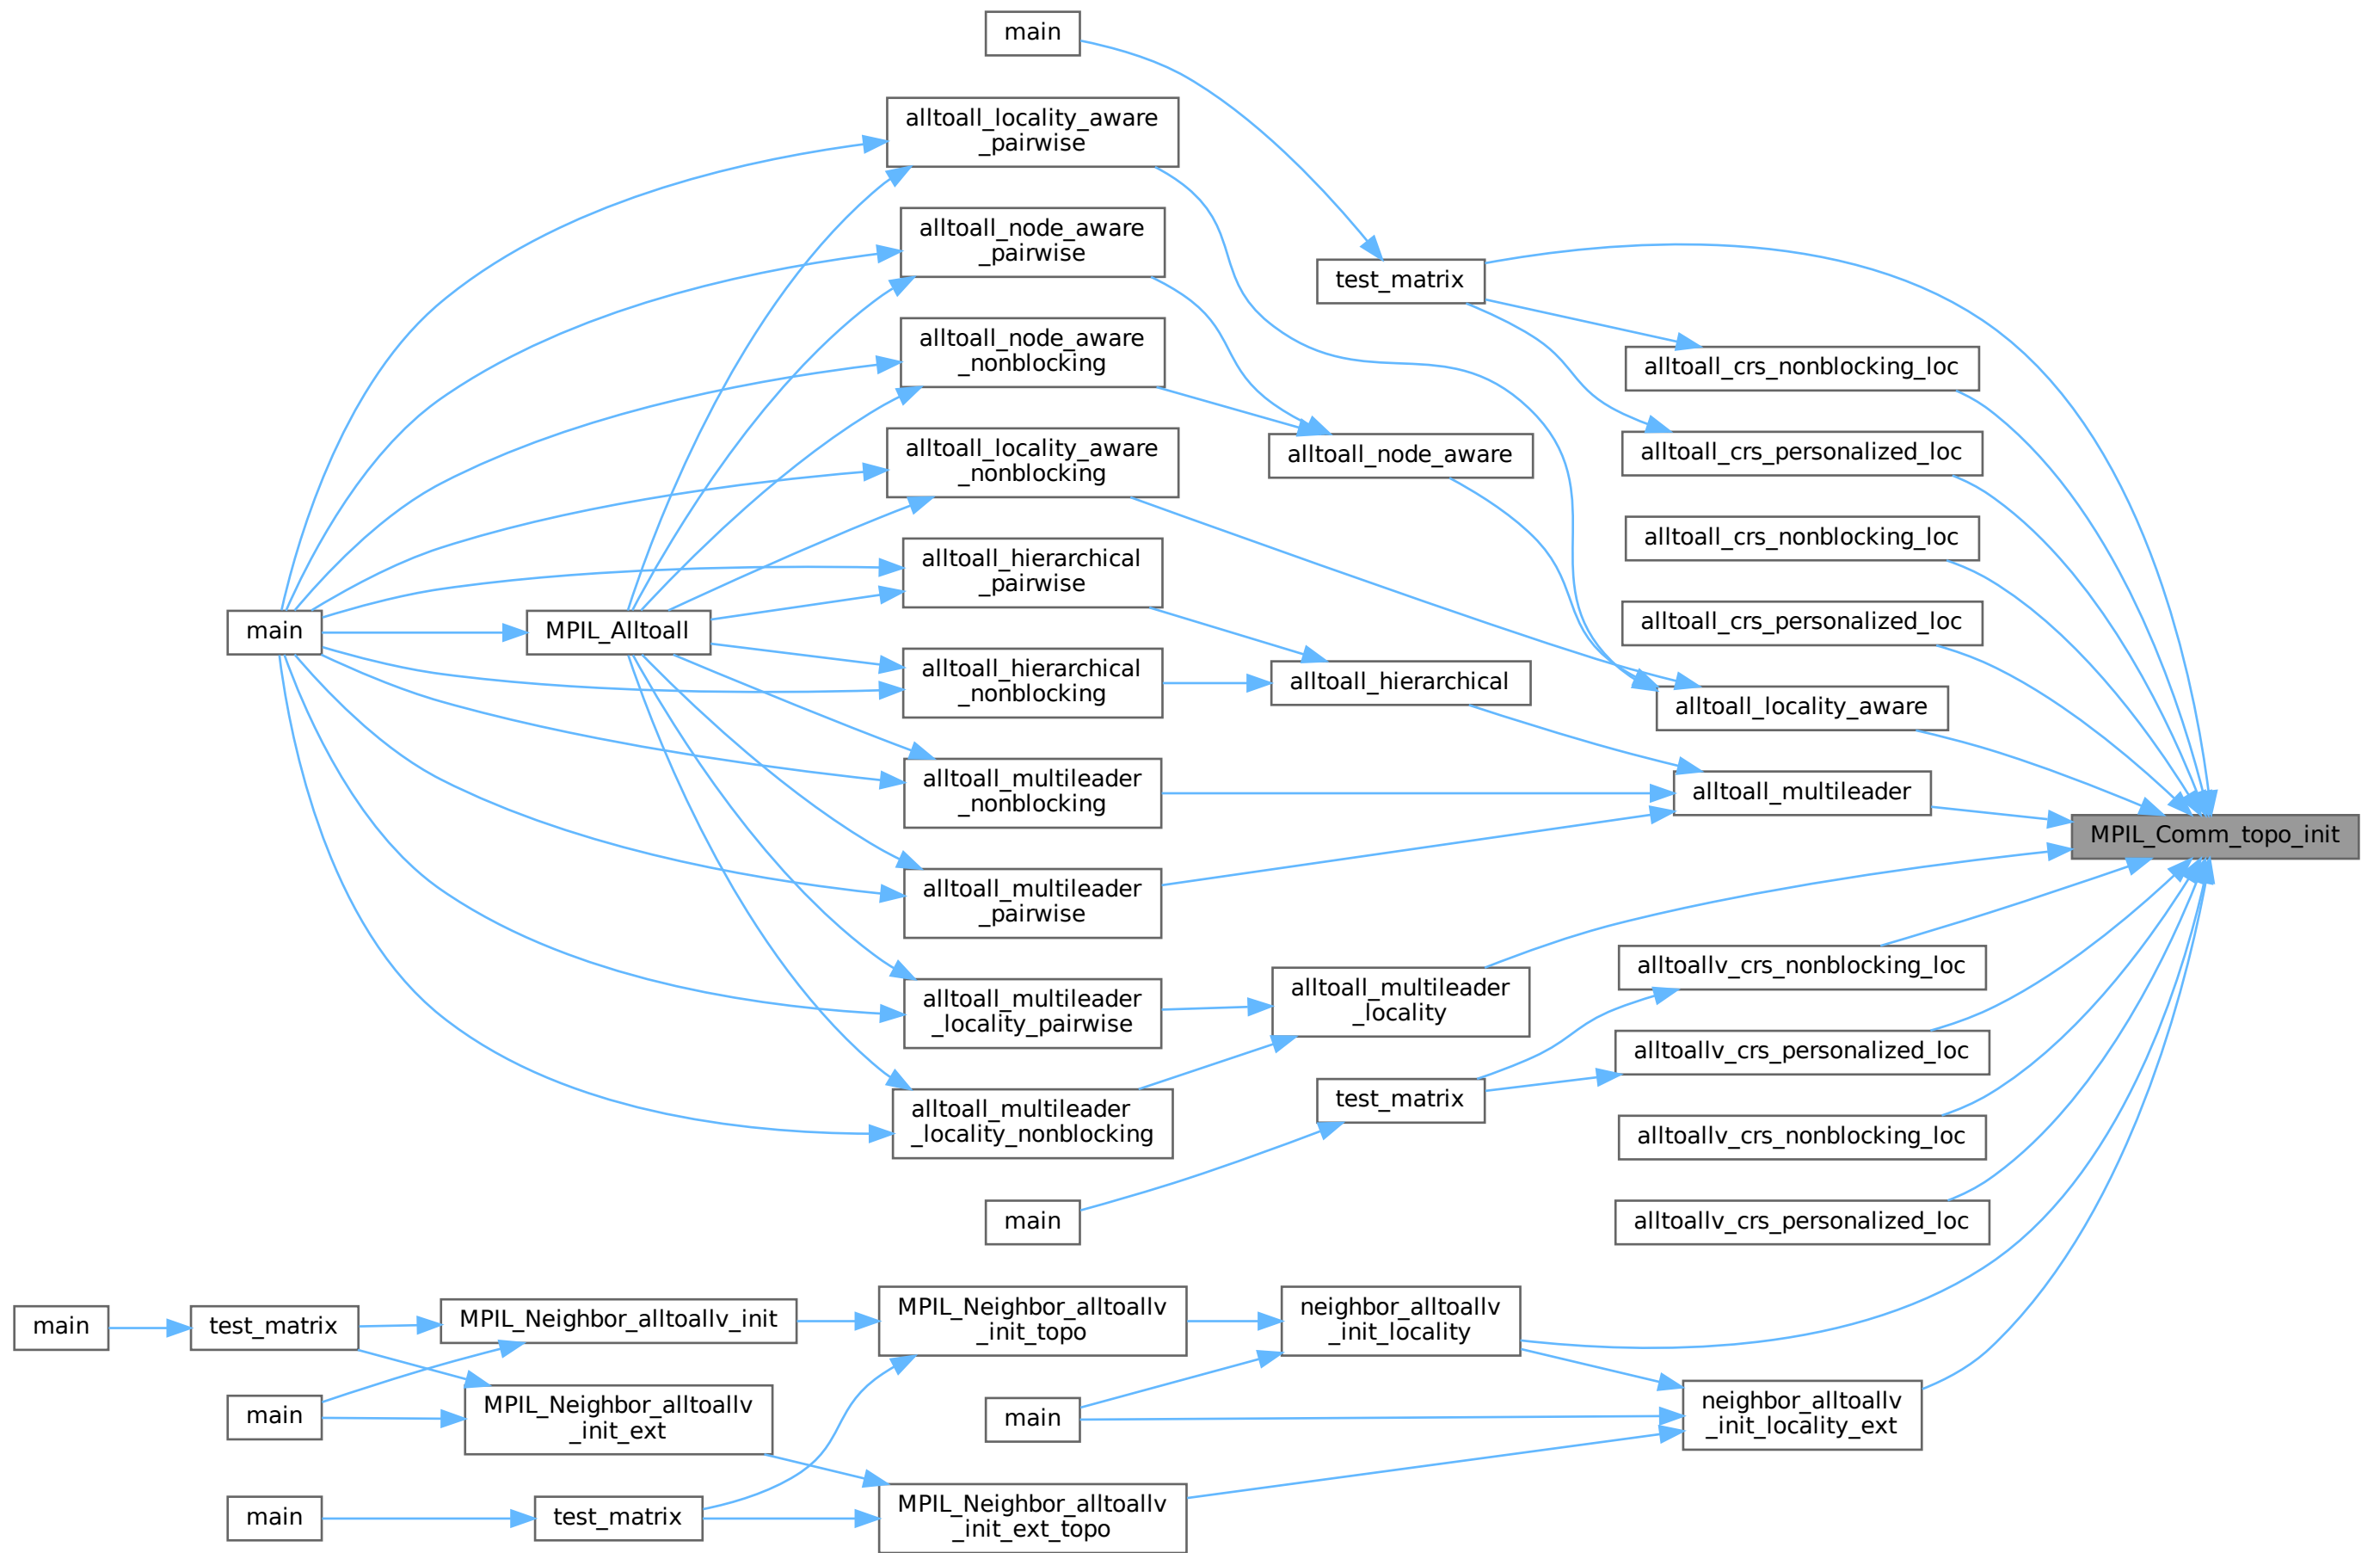 main
alltoall_locality_aware
_pairwise
alltoall_node_aware
_pairwise
test_matrix
alltoall_node_aware
_nonblocking
alltoall_crs_nonblocking_loc
alltoall_locality_aware
_nonblocking
alltoall_node_aware
alltoall_crs_personalized_loc
alltoall_crs_nonblocking_loc
alltoall_hierarchical
_pairwise
alltoall_crs_personalized_loc
main
MPIL_Alltoall
alltoall_hierarchical
_nonblocking
alltoall_hierarchical
alltoall_locality_aware
alltoall_multileader
_nonblocking
alltoall_multileader
MPIL_Comm_topo_init
alltoall_multileader
_pairwise
alltoallv_crs_nonblocking_loc
alltoall_multileader
_locality_pairwise
alltoall_multileader
_locality
alltoallv_crs_personalized_loc
alltoall_multileader
_locality_nonblocking
test_matrix
alltoallv_crs_nonblocking_loc
main
alltoallv_crs_personalized_loc
main
test_matrix
MPIL_Neighbor_alltoallv_init
MPIL_Neighbor_alltoallv
_init_topo
neighbor_alltoallv
_init_locality
main
MPIL_Neighbor_alltoallv
_init_ext
main
neighbor_alltoallv
_init_locality_ext
main
test_matrix
MPIL_Neighbor_alltoallv
_init_ext_topo